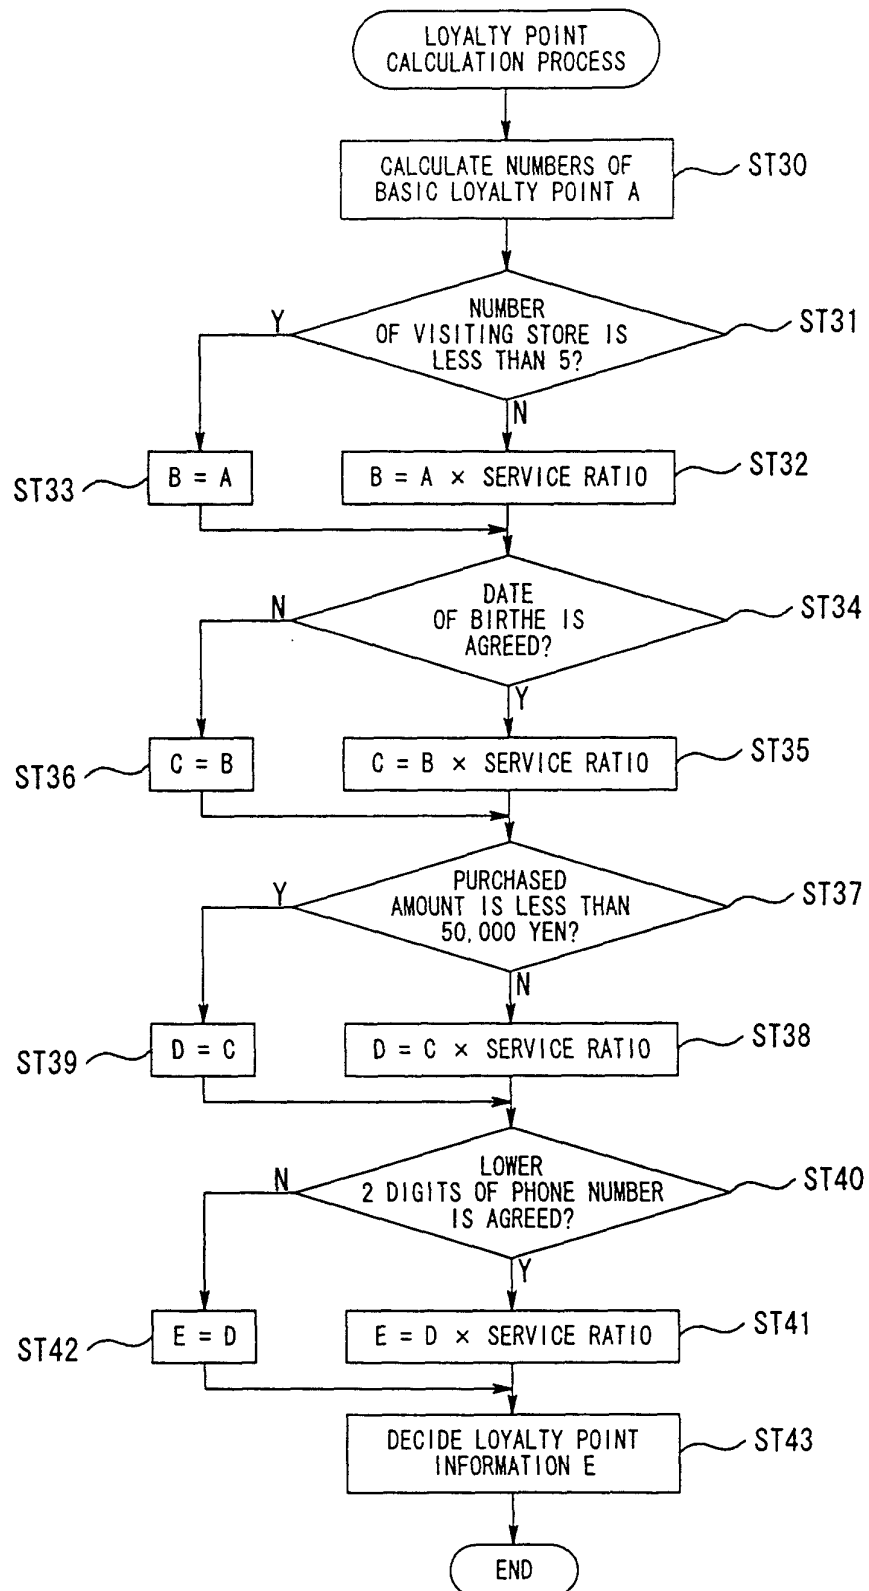 LOYALTY POINT
CALCULATION PROCESS
CALCULATE NUMBERS OF
BASIC LOYALTY POINT A
ST30
NUMBER
OF VISITING STORE IS
LESS THAN 5?
ST31
Y
N
B = A
ST33
B = A × SERVICE RATIO
ST32
DATE
OF BIRTHE IS
AGREED?
ST34
N
Y
C = B
ST36
C = B × SERVICE RATIO
ST35
PURCHASED
AMOUNT IS LESS THAN
50,000 YEN?
ST37
Y
N
D = C
ST39
D = C × SERVICE RATIO
ST38
LOWER
2 DIGITS OF PHONE NUMBER
IS AGREED?
ST40
N
Y
E = D
ST42
E = D × SERVICE RATIO
ST41
DECIDE LOYALTY POINT
INFORMATION E
ST43
END